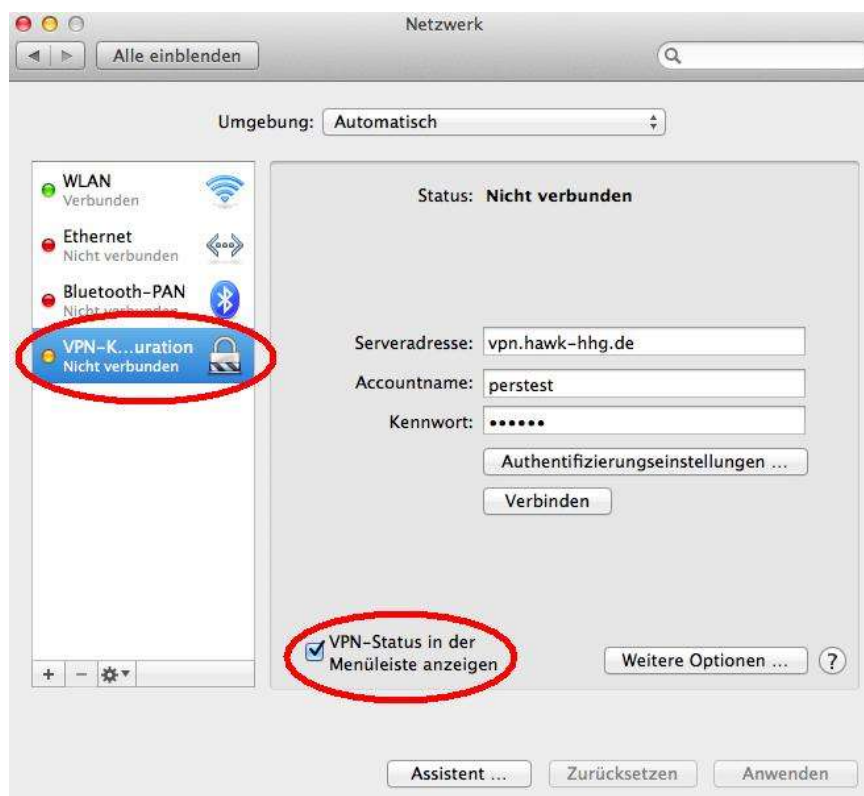 Netzwerk
Alle einblenden
Umgebung: Automatisch
WLAN
Verbunden
Ethernet
Nicht verbunden
Bluetooth-PAN
Nicht verbunden
VPN-K...uration
Nicht verbunden
Status: Nicht verbunden
Serveradresse: vpn.hawk-hhg.de
Accountname: perstest
Kennwort: ••••••
Authentifizierungseinstellungen ...
Verbinden
VPN-Status in der
Menüleiste anzeigen
Weitere Optionen ... ?
+ −
Assistent ... Zurücksetzen Anwenden